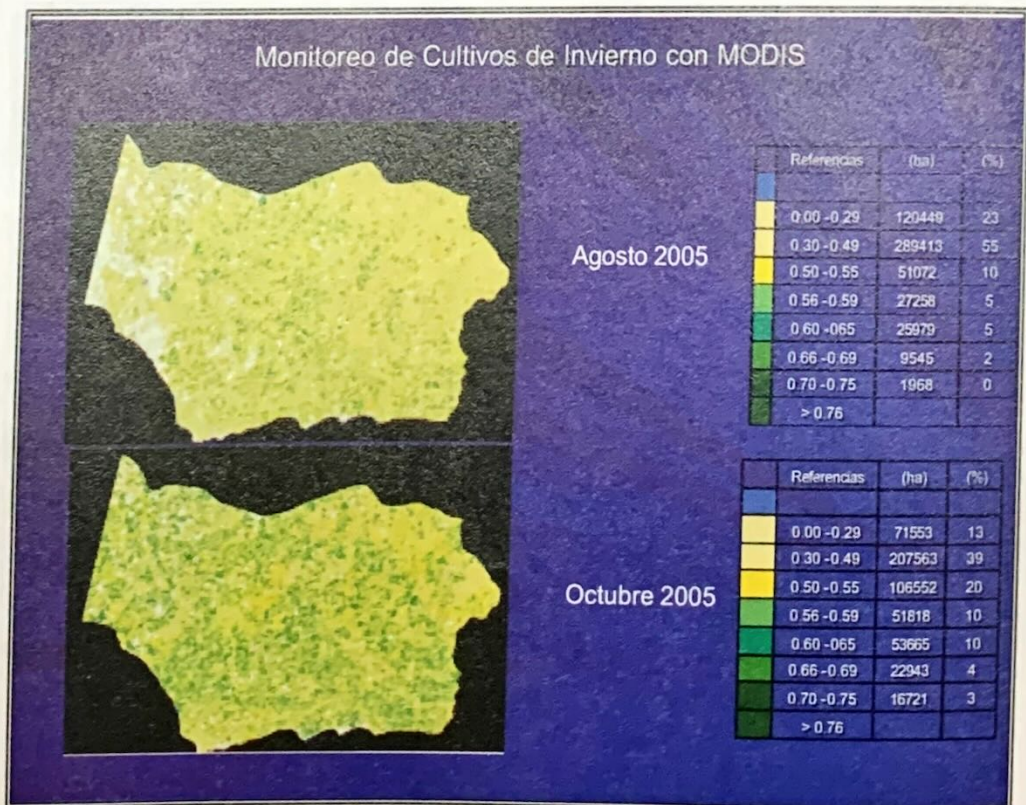 Monitoreo de Cultivos de Invierno con MODIS
Agosto 2005
Referencias (ha) (%)
0.00 -0.29 120449 23
0.30 -0.49 289413 55
0.50 -0.55 51072 10
0.56 -0.59 27258 5
0.60 -065 25979 5
0.66 -0.69 9545 2
0.70 -0.75 1968 0
> 0.76
Octubre 2005
Referencias (ha) (%)
0.00 -0.29 71553 13
0.30 -0.49 207563 39
0.50 -0.55 106552 20
0.56 -0.59 51818 10
0.60 -065 53665 10
0.66 -0.69 22943 4
0.70 -0.75 16721 3
> 0.76